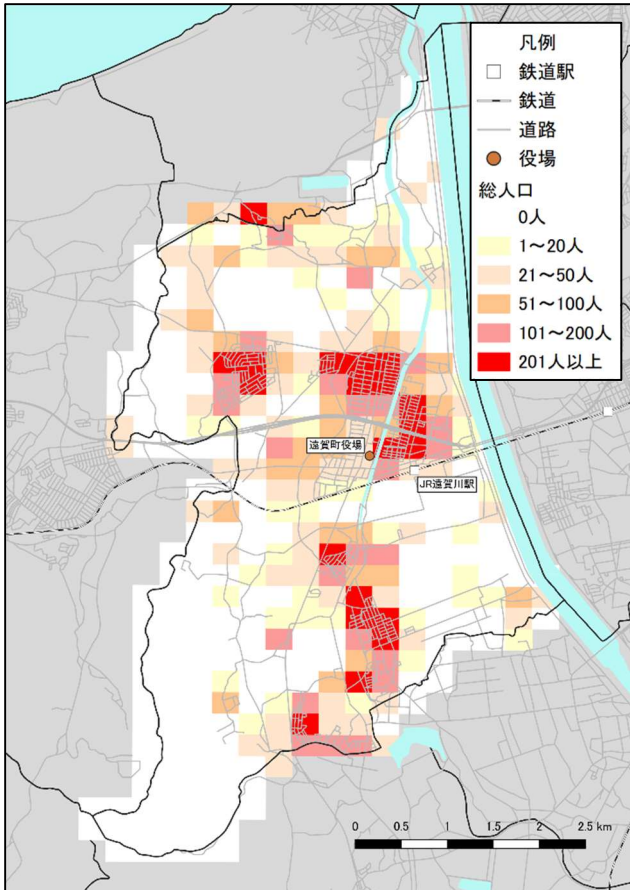 凡例
鉄道駅
鉄道
道路
役場
総人口
0人
1～20人
21～50人
51～100人
101～200人
201人以上
遠賀町役場
JR遠賀川駅
0 0.5 1 1.5 2 2.5 km